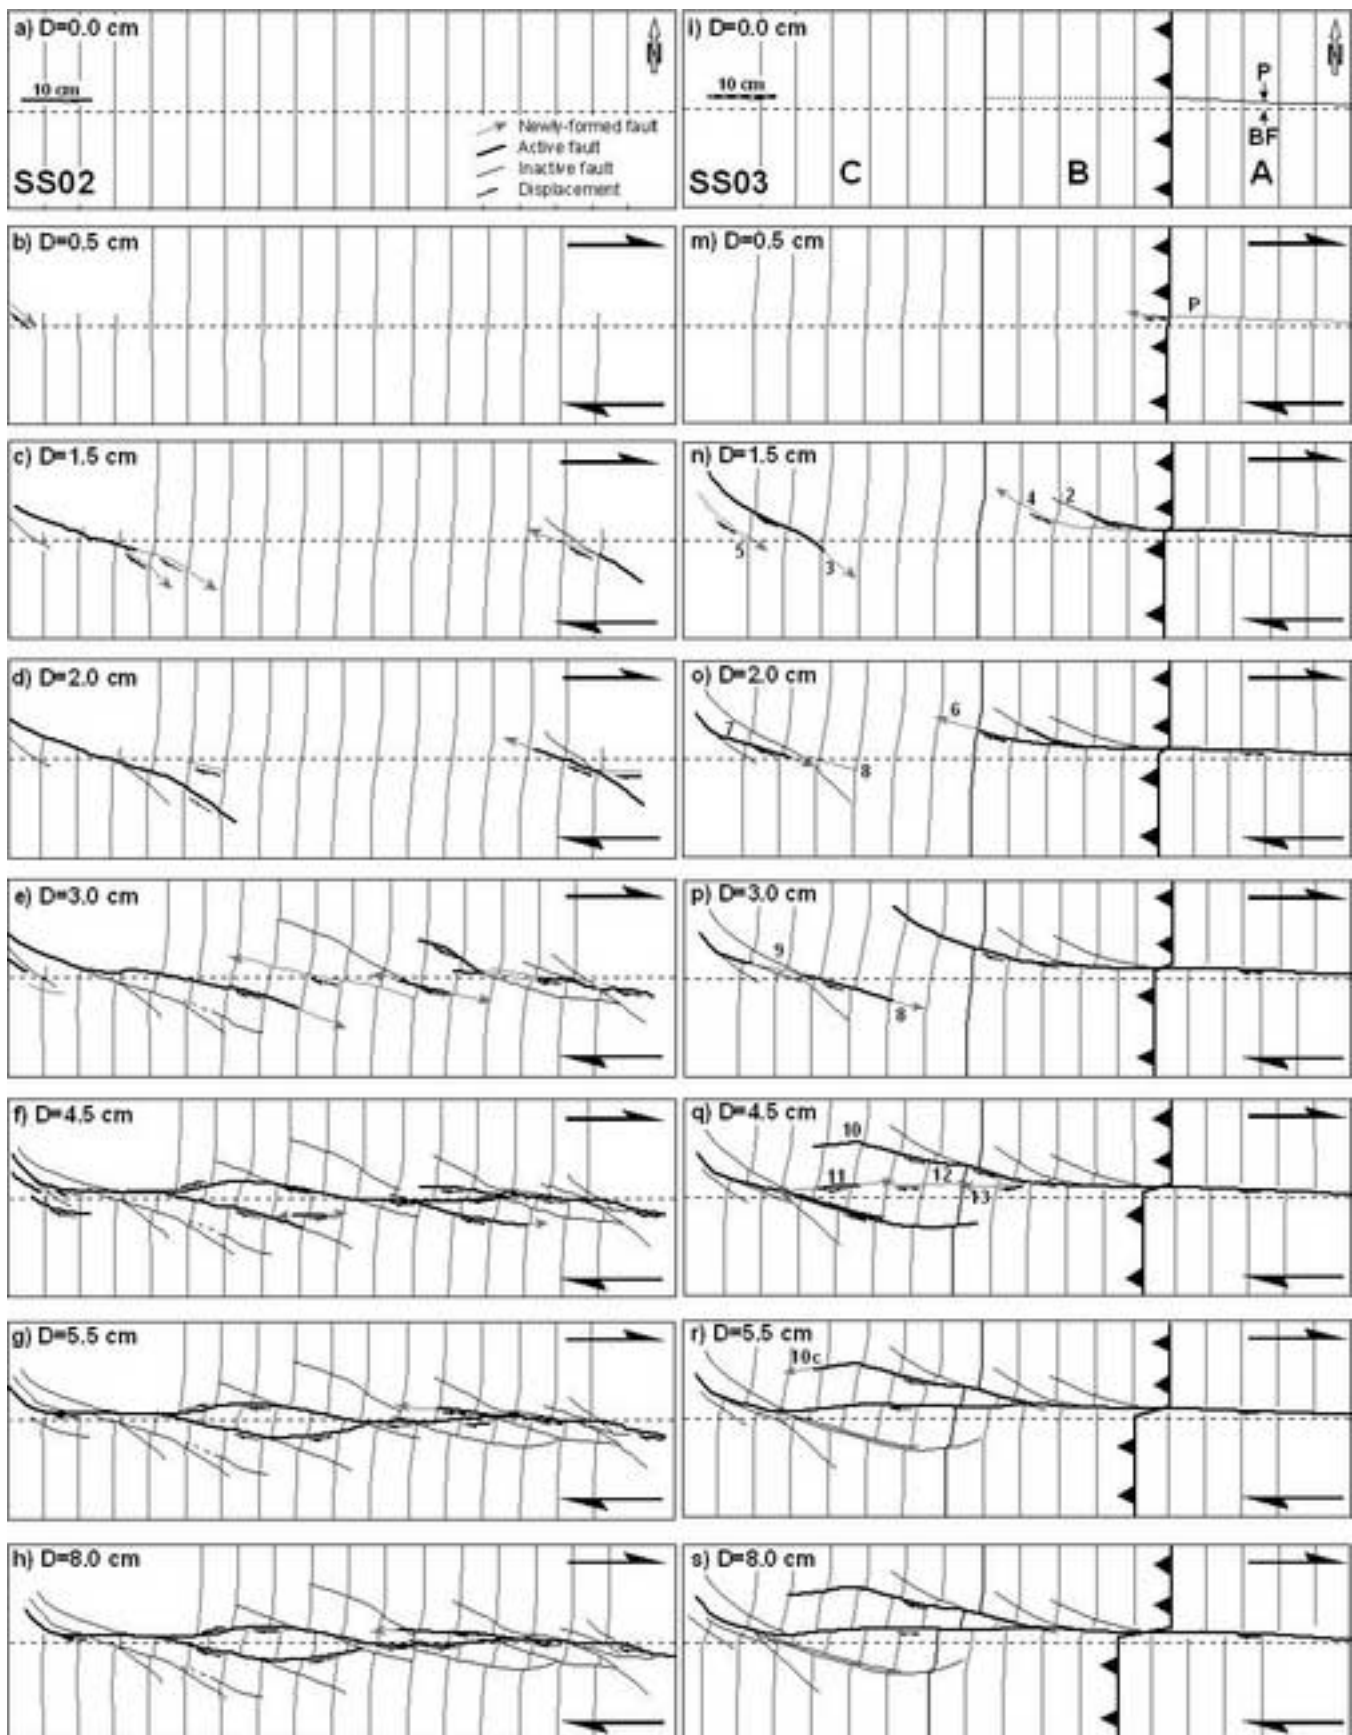 a) D=0.0 cm
N
10 cm
Newly-formed fault
Active fault
Inactive fault
Displacement
SS02
b) D=0.5 cm
c) D=1.5 cm
d) D=2.0 cm
e) D=3.0 cm
f) D=4.5 cm
g) D=5.5 cm
h) D=8.0 cm
i) D=0.0 cm
N
10 cm
P
BF
SS03
C
B
A
m) D=0.5 cm
P
n) D=1.5 cm
2
4
5
3
o) D=2.0 cm
6
7
8
p) D=3.0 cm
9
8
q) D=4.5 cm
10
11
12
13
r) D=5.5 cm
10c
s) D=8.0 cm